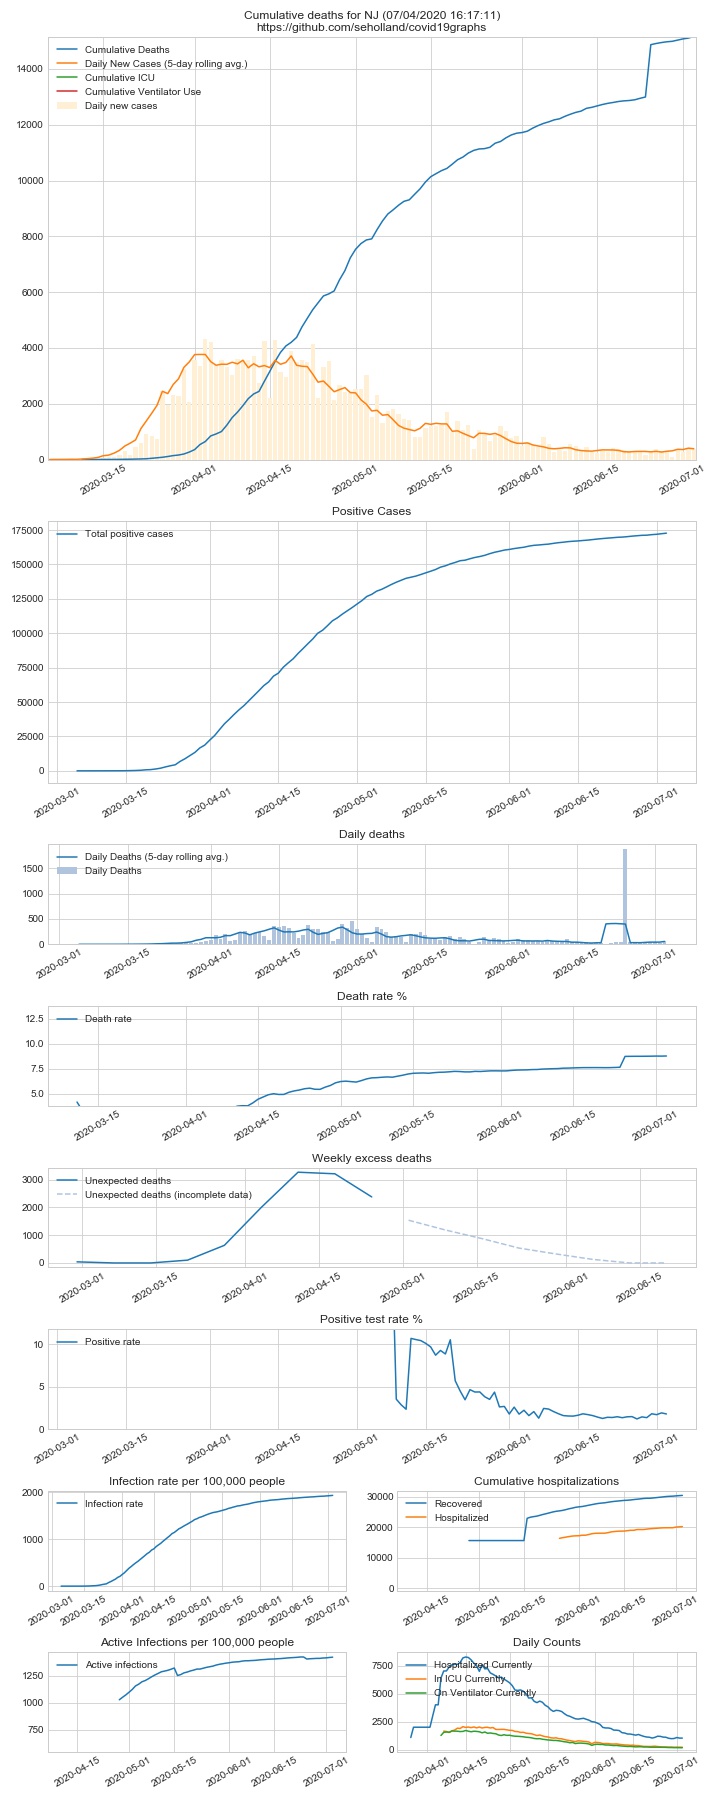 Cumulative deaths for NJ (07/04/2020 16:17:11)
https://github.com/seholland/covid19graphs
Cumulative Deaths
Daily New Cases (5-day rolling avg.)
Cumulative ICU
Cumulative Ventilator Use
Daily new cases
14000
12000
10000
8000
6000
4000
2000
0
2020-03-15 2020-04-01 2020-04-15 2020-05-01 2020-05-15 2020-06-01 2020-06-15 2020-07-01
Positive Cases
Total positive cases
175000
150000
125000
100000
75000
50000
25000
0
2020-03-01 2020-03-15 2020-04-01 2020-04-15 2020-05-01 2020-05-15 2020-06-01 2020-06-15 2020-07-01
Daily deaths
Daily Deaths (5-day rolling avg.)
Daily Deaths
1500
1000
500
0
2020-03-01 2020-03-15 2020-04-01 2020-04-15 2020-05-01 2020-05-15 2020-06-01 2020-06-15 2020-07-01
Death rate %
Death rate
12.5
10.0
7.5
5.0
2020-03-15 2020-04-01 2020-04-15 2020-05-01 2020-05-15 2020-06-01 2020-06-15 2020-07-01
Weekly excess deaths
Unexpected deaths
Unexpected deaths (incomplete data)
3000
2000
1000
0
2020-03-01 2020-03-15 2020-04-01 2020-04-15 2020-05-01 2020-05-15 2020-06-01 2020-06-15
Positive test rate %
Positive rate
10
5
0
2020-03-01 2020-03-15 2020-04-01 2020-04-15 2020-05-01 2020-05-15 2020-06-01 2020-06-15 2020-07-01
Infection rate per 100,000 people
Infection rate
2000
1000
0
2020-03-01 2020-03-15 2020-04-01 2020-04-15 2020-05-01 2020-05-15 2020-06-01 2020-06-15 2020-07-01
Cumulative hospitalizations
Recovered
Hospitalized
30000
20000
10000
0
2020-04-15 2020-05-01 2020-05-15 2020-06-01 2020-06-15 2020-07-01
Active Infections per 100,000 people
Active infections
1250
1000
750
2020-04-15 2020-05-01 2020-05-15 2020-06-01 2020-06-15 2020-07-01
Daily Counts
Hospitalized Currently
In ICU Currently
On Ventilator Currently
7500
5000
2500
0
2020-04-01 2020-04-15 2020-05-01 2020-05-15 2020-06-01 2020-06-15 2020-07-01